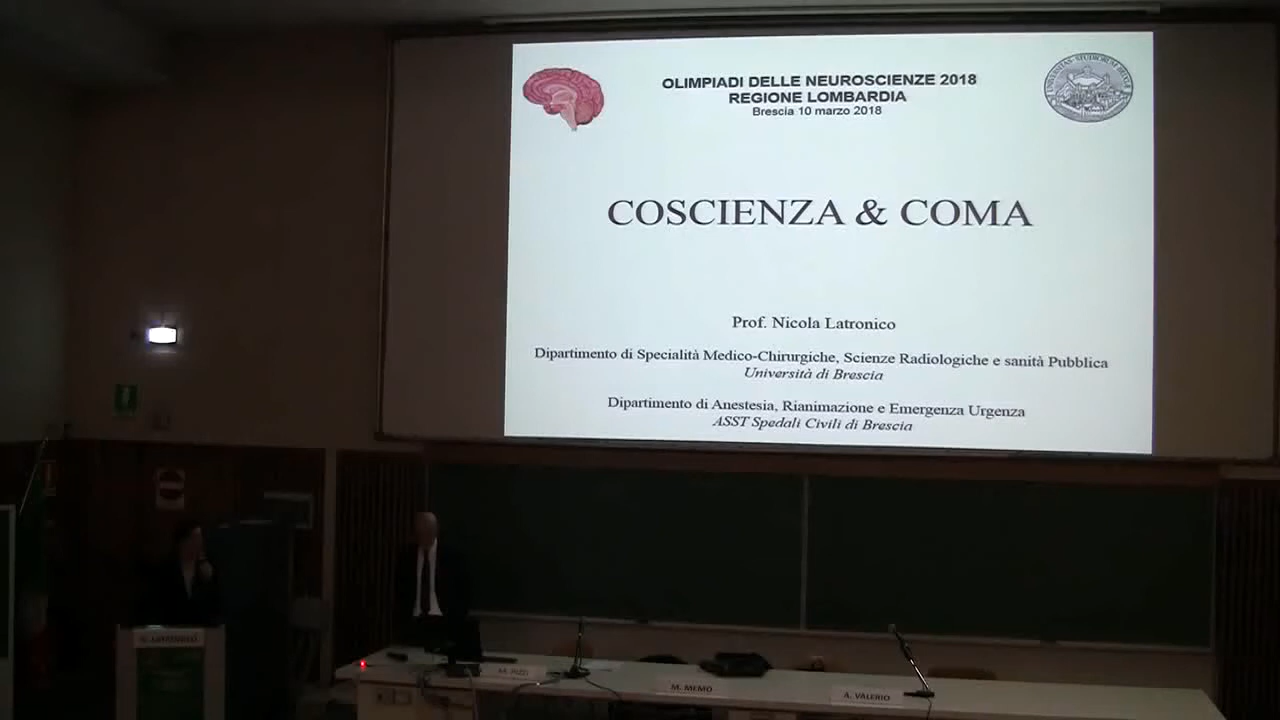 OLIMPIADI DELLE NEUROSCIENZE 2018
REGIONE LOMBARDIA
Brescia 10 marzo 2018
COSCIENZA & COMA
Prof. Nicola Latronico
Dipartimento di Specialità Medico-Chirurgiche, Scienze Radiologiche e sanità Pubblica
Università di Brescia
Dipartimento di Anestesia, Rianimazione e Emergenza Urgenza
ASST Spedali Civili di Brescia
N. LATRONICO
M. PIZZI
M. MEMO
A. VALERIO